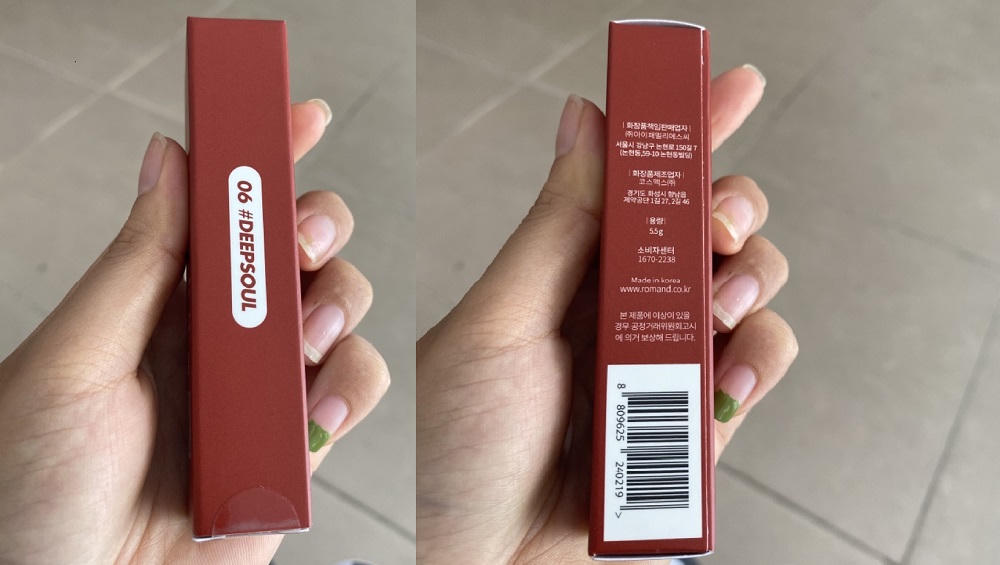 06 #DEEPSOUL
| 화장품책임판매업자 |
㈜아이패밀리에스씨
서울시 강남구 논현로 150길 7
(논현동,59-10 논현동빌딩)
| 화장품제조업자 |
코스맥스㈜
경기도 화성시 향남읍
제약공단 1길 27, 2길 46
| 용량 |
5.5 g
소비자센터
1670-2238
Made in korea
www.romand.co.kr
본 제품에 이상이 있을
경우 공정거래위원회고시
에 의거 보상해 드립니다.
8 809625 240219 >